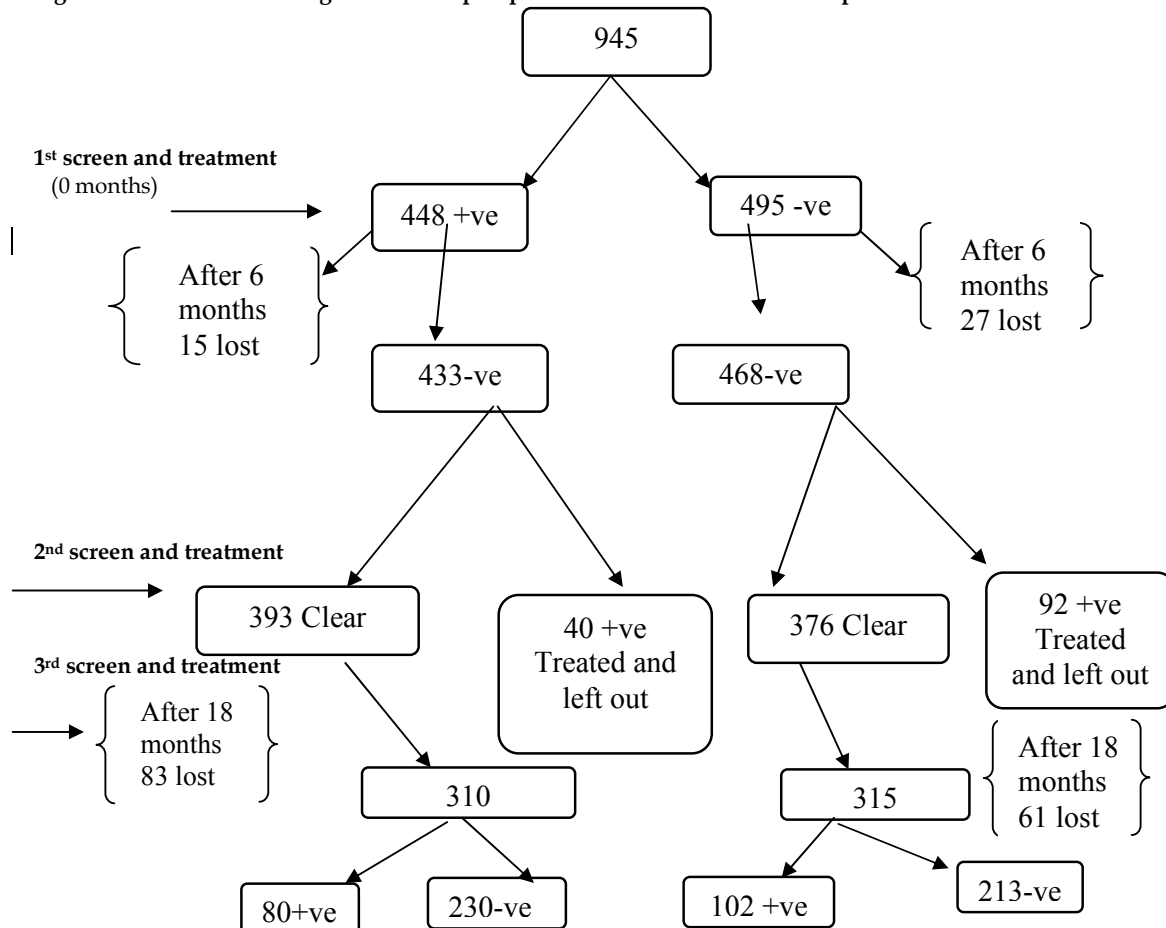 945
1st screen and treatment
(0 months)
448 +ve
495 -ve
After 6
months
15 lost
After 6
months
27 lost
433-ve
468-ve
2nd screen and treatment
393 Clear
40 +ve
Treated and
left out
376 Clear
92 +ve
Treated
and left out
3rd screen and treatment
After 18
months
83 lost
310
315
After 18
months
61 lost
80+ve
230-ve
102 +ve
213-ve